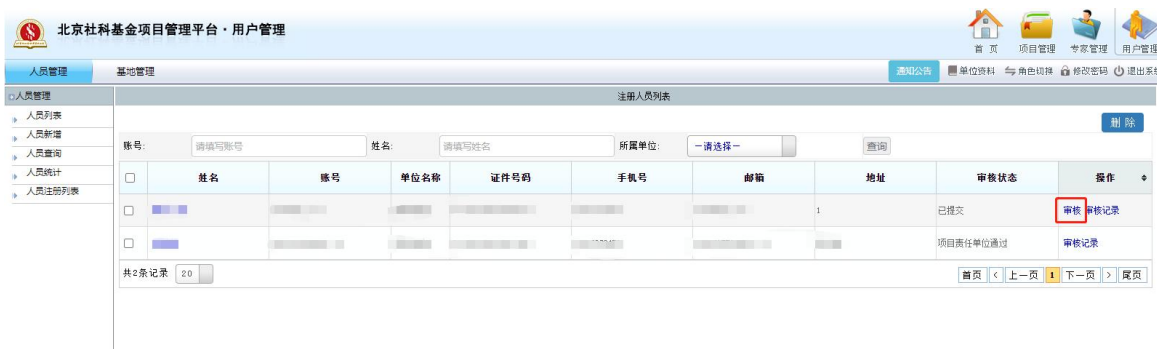 北京社科基金项目管理平台·用户管理
首 页 项目管理 专家管理 用户管理
人员管理 基地管理 通知公告 单位资料 角色切换 修改密码 退出系统
人员管理 注册人员列表
人员列表
人员新增
人员查询
人员统计
人员注册列表
删 除
账号: 请填写账号 姓名: 请填写姓名 所属单位: —请选择— 查询
姓名 账号 单位名称 证件号码 手机号 邮箱 地址 审核状态 操作
1 已提交 审核 审核记录
项目责任单位通过 审核记录
共2条记录 20 首页 < 上一页 1 下一页 > 尾页